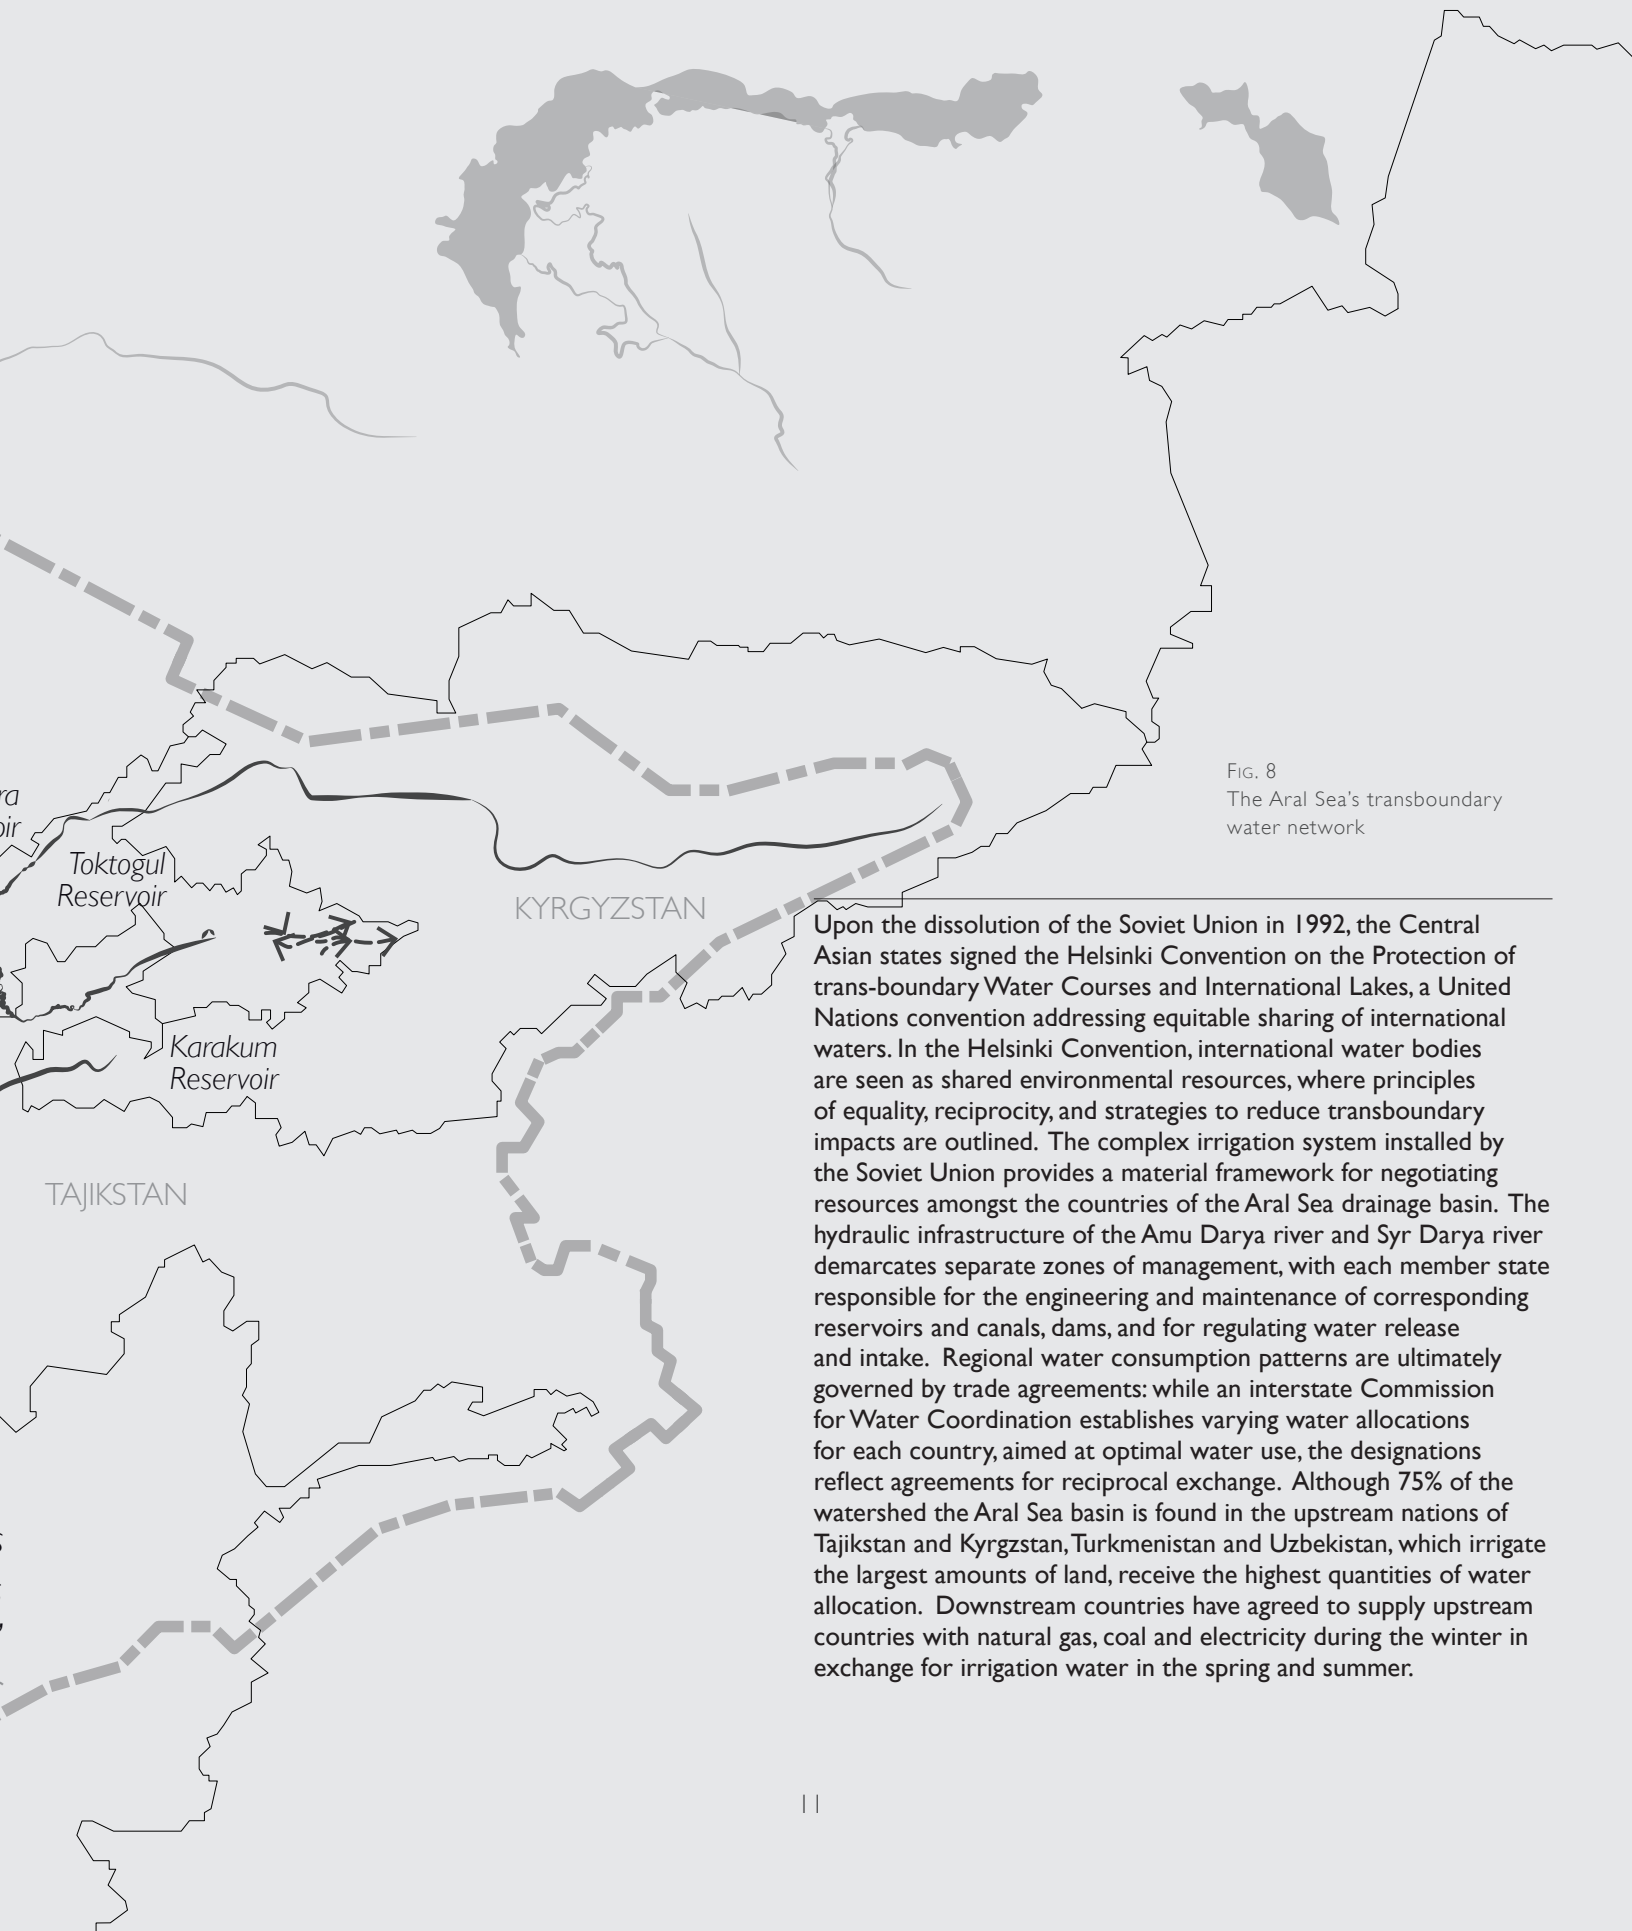 ra
oir
Toktogul
Reservoir
KYRGYZSTAN
Karakum
Reservoir
TAJIKSTAN
Fig. 8
The Aral Sea's transboundary
water network
Upon the dissolution of the Soviet Union in 1992, the Central
Asian states signed the Helsinki Convention on the Protection of
trans-boundary Water Courses and International Lakes, a United
Nations convention addressing equitable sharing of international
waters. In the Helsinki Convention, international water bodies
are seen as shared environmental resources, where principles
of equality, reciprocity, and strategies to reduce transboundary
impacts are outlined.  The complex irrigation system installed by
the Soviet Union provides a material framework for negotiating
resources amongst the countries of the Aral Sea drainage basin.  The
hydraulic infrastructure of the Amu Darya river and Syr Darya river
demarcates separate zones of management, with each member state
responsible for the engineering and maintenance of corresponding
reservoirs and canals, dams, and for regulating water release
and intake.  Regional water consumption patterns are ultimately
governed by trade agreements: while an interstate Commission
for Water Coordination establishes varying water allocations
for each country, aimed at optimal water use, the designations
reflect agreements for reciprocal exchange.  Although 75% of the
watershed the Aral Sea basin is found in the upstream nations of
Tajikstan and Kyrgzstan, Turkmenistan and Uzbekistan, which irrigate
the largest amounts of land, receive the highest quantities of water
allocation.  Downstream countries have agreed to supply upstream
countries with natural gas, coal and electricity during the winter in
exchange for irrigation water in the spring and summer.
11